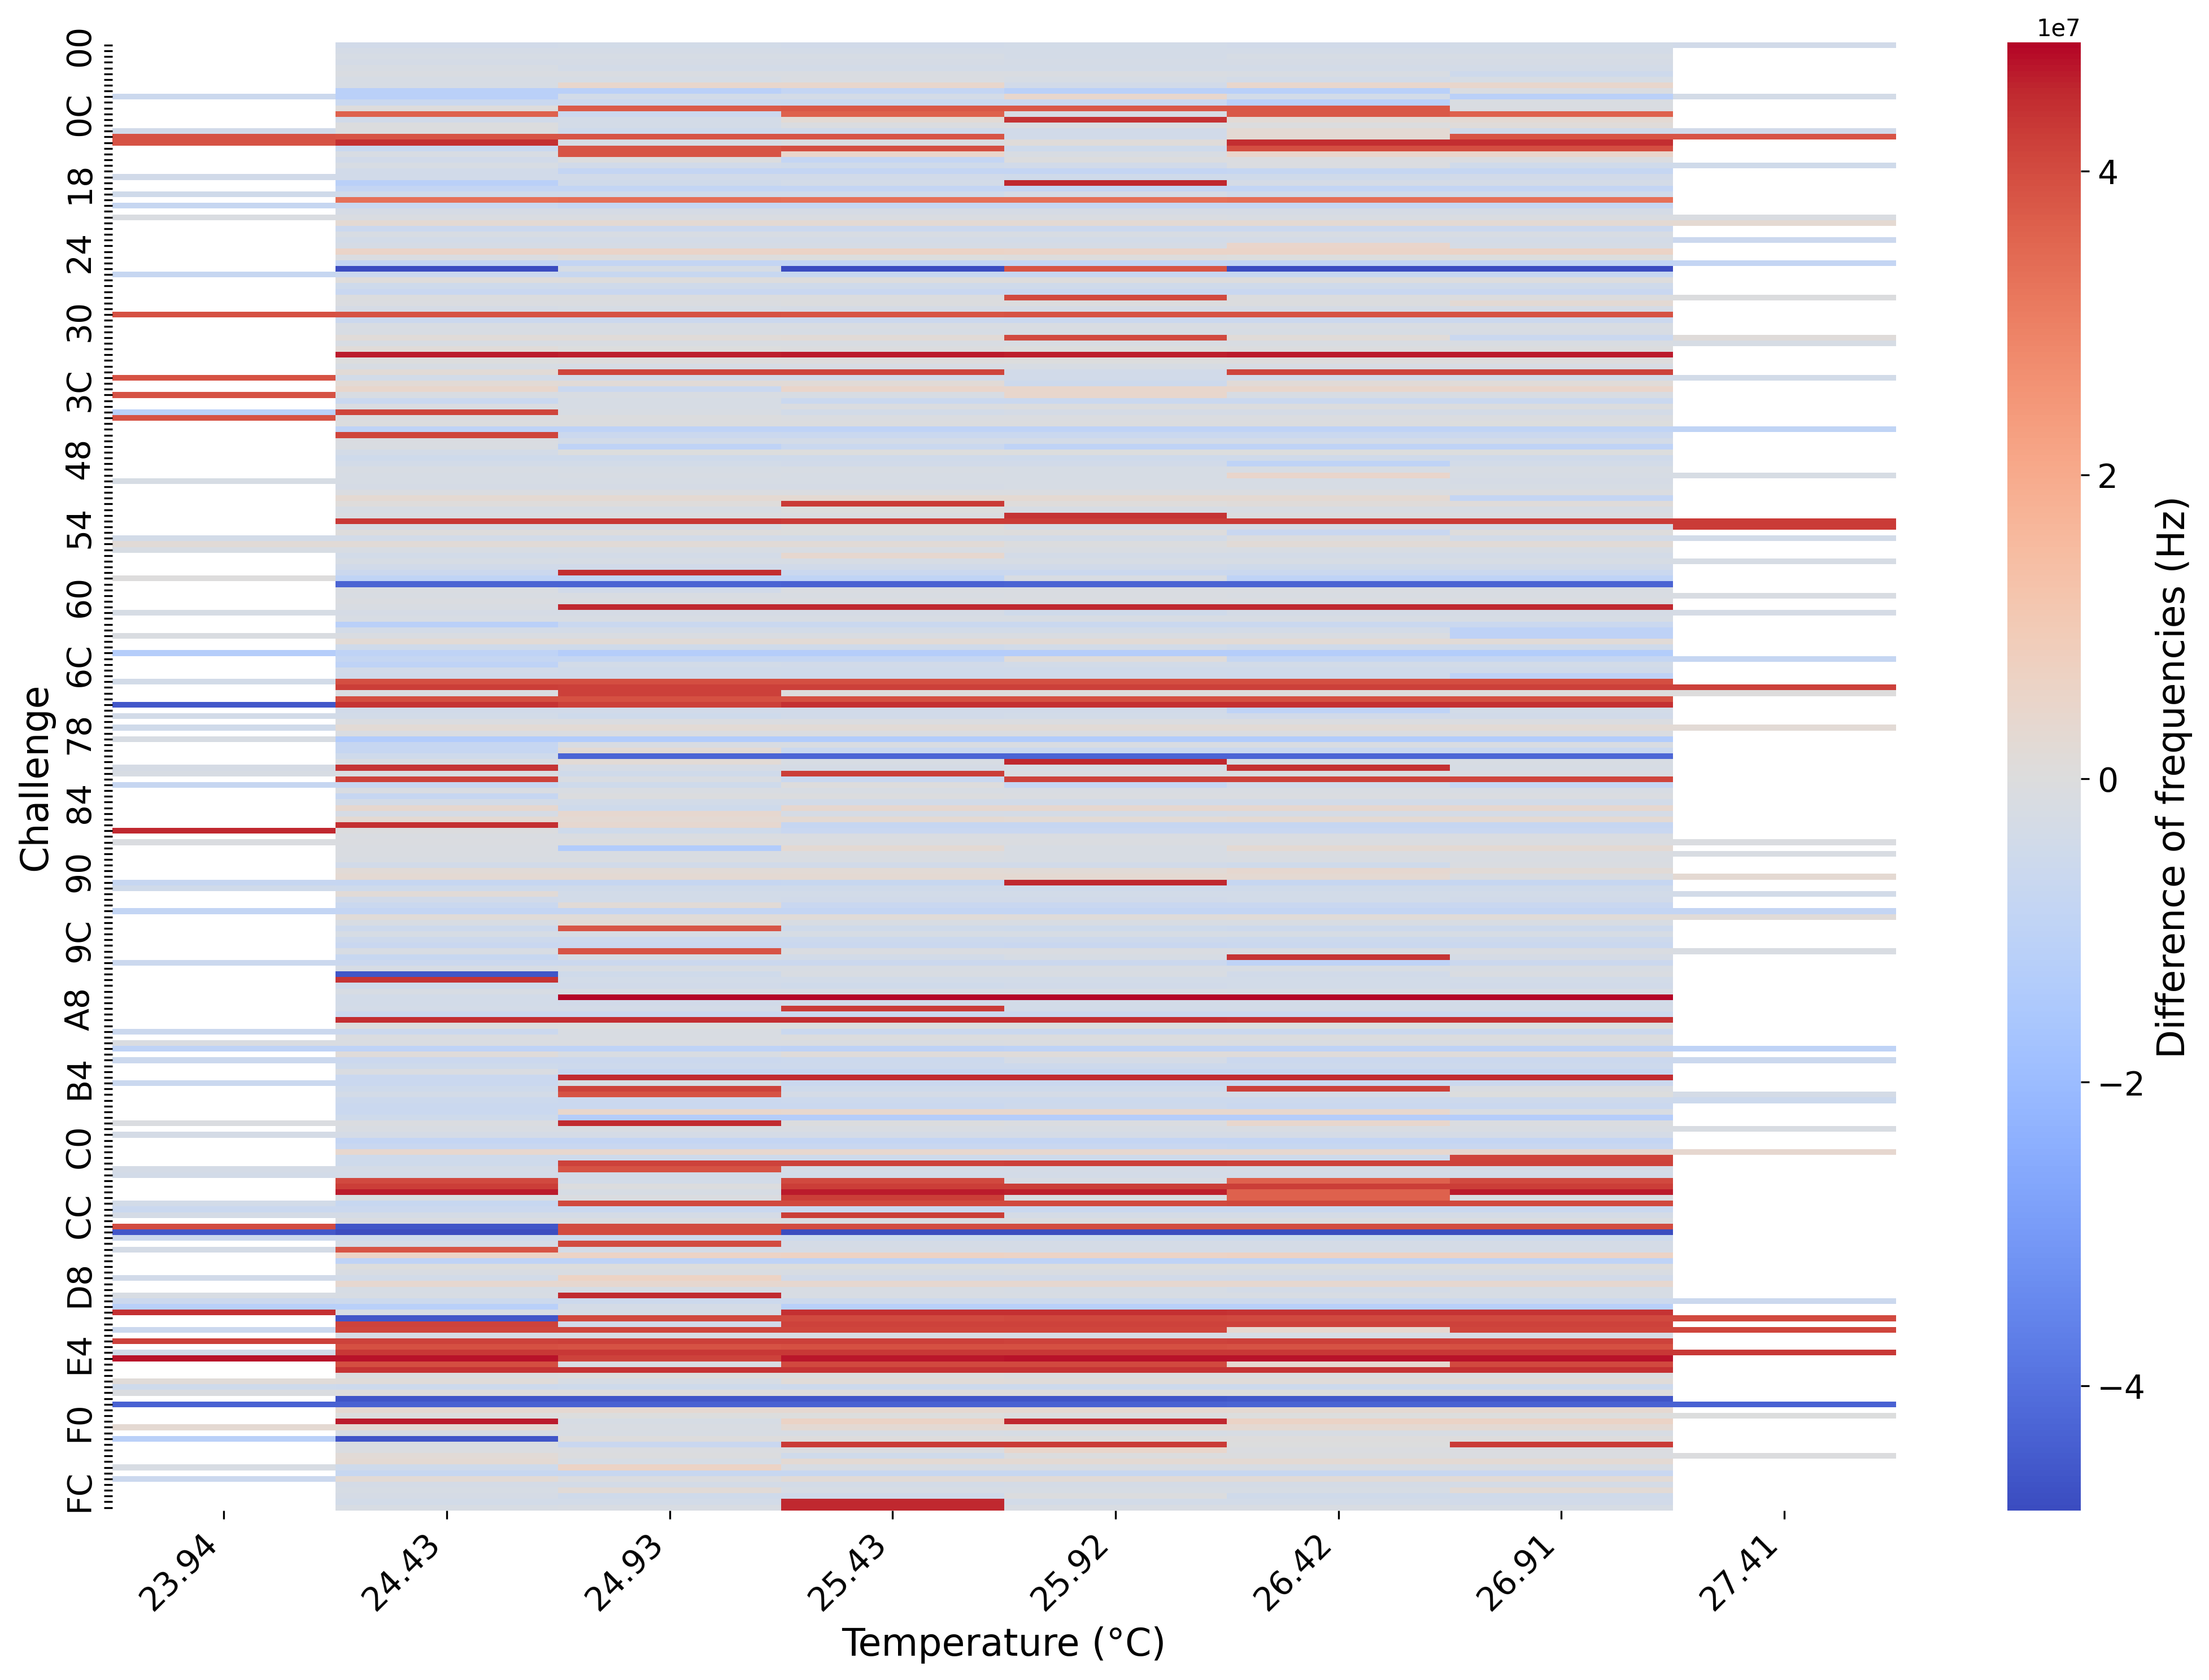 1e7
00
0C
18
24
30
3C
48
54
60
6C
78
84
90
9C
A8
B4
C0
CC
D8
E4
F0
FC
Challenge
23.94
24.43
24.93
25.43
25.92
26.42
26.91
27.41
Temperature (°C)
4
2
0
−2
−4
Difference of frequencies (Hz)